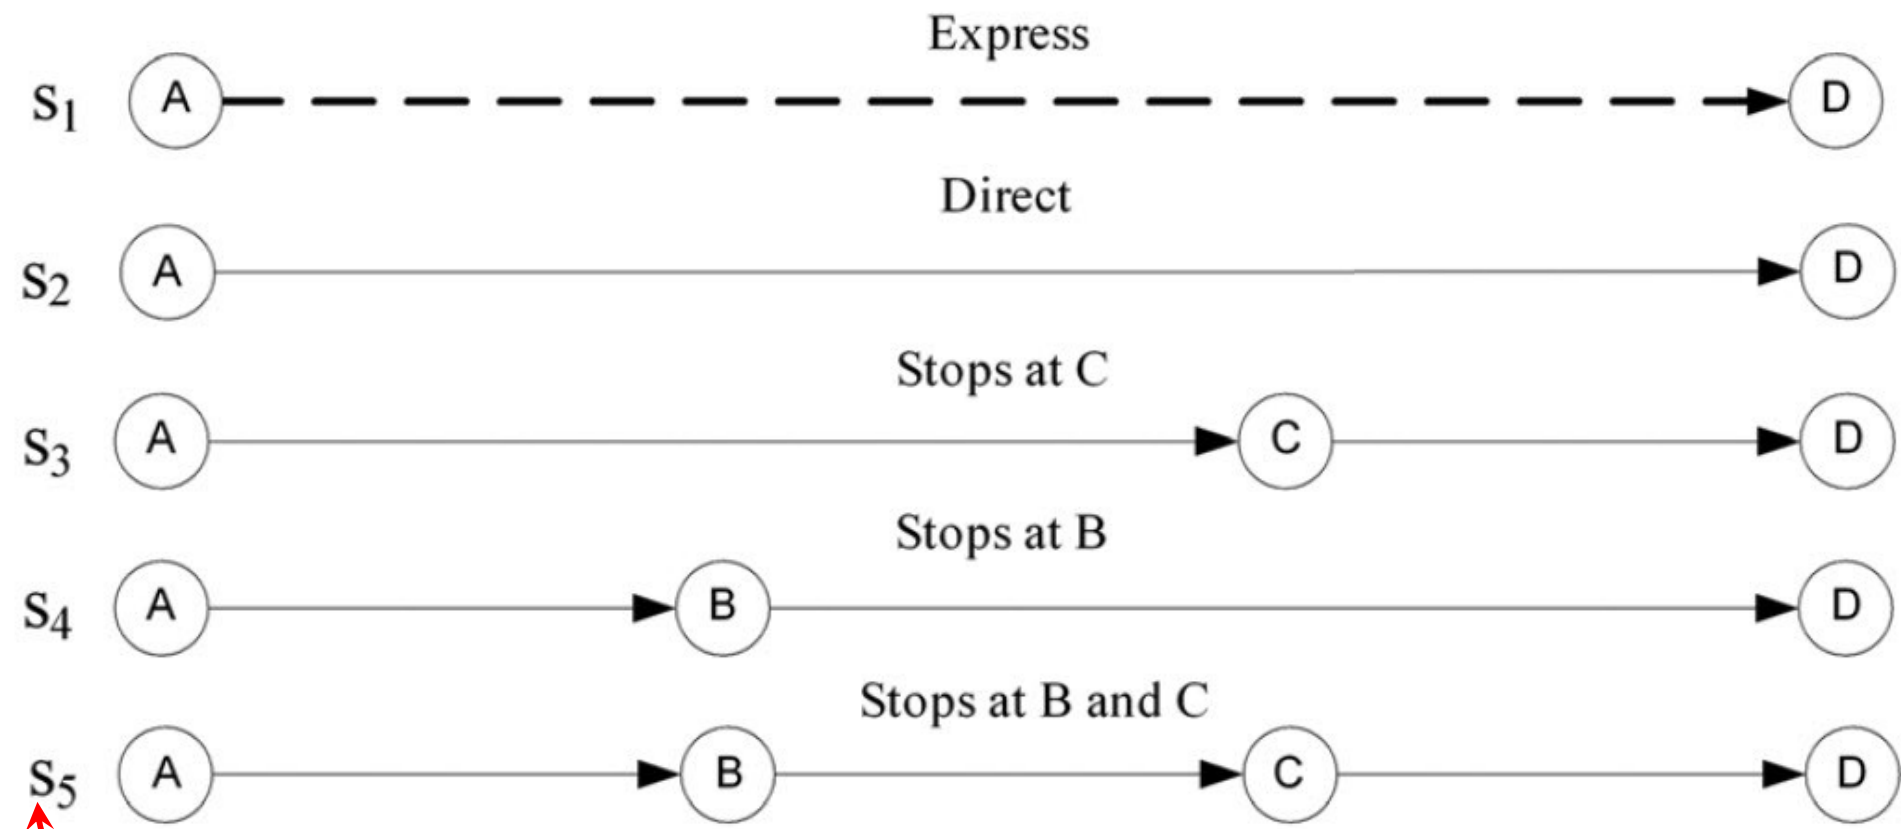 Express
S1 A D
Direct
S2 A D
Stops at C
S3 A C D
Stops at B
S4 A B D
Stops at B and C
S5 A B C D